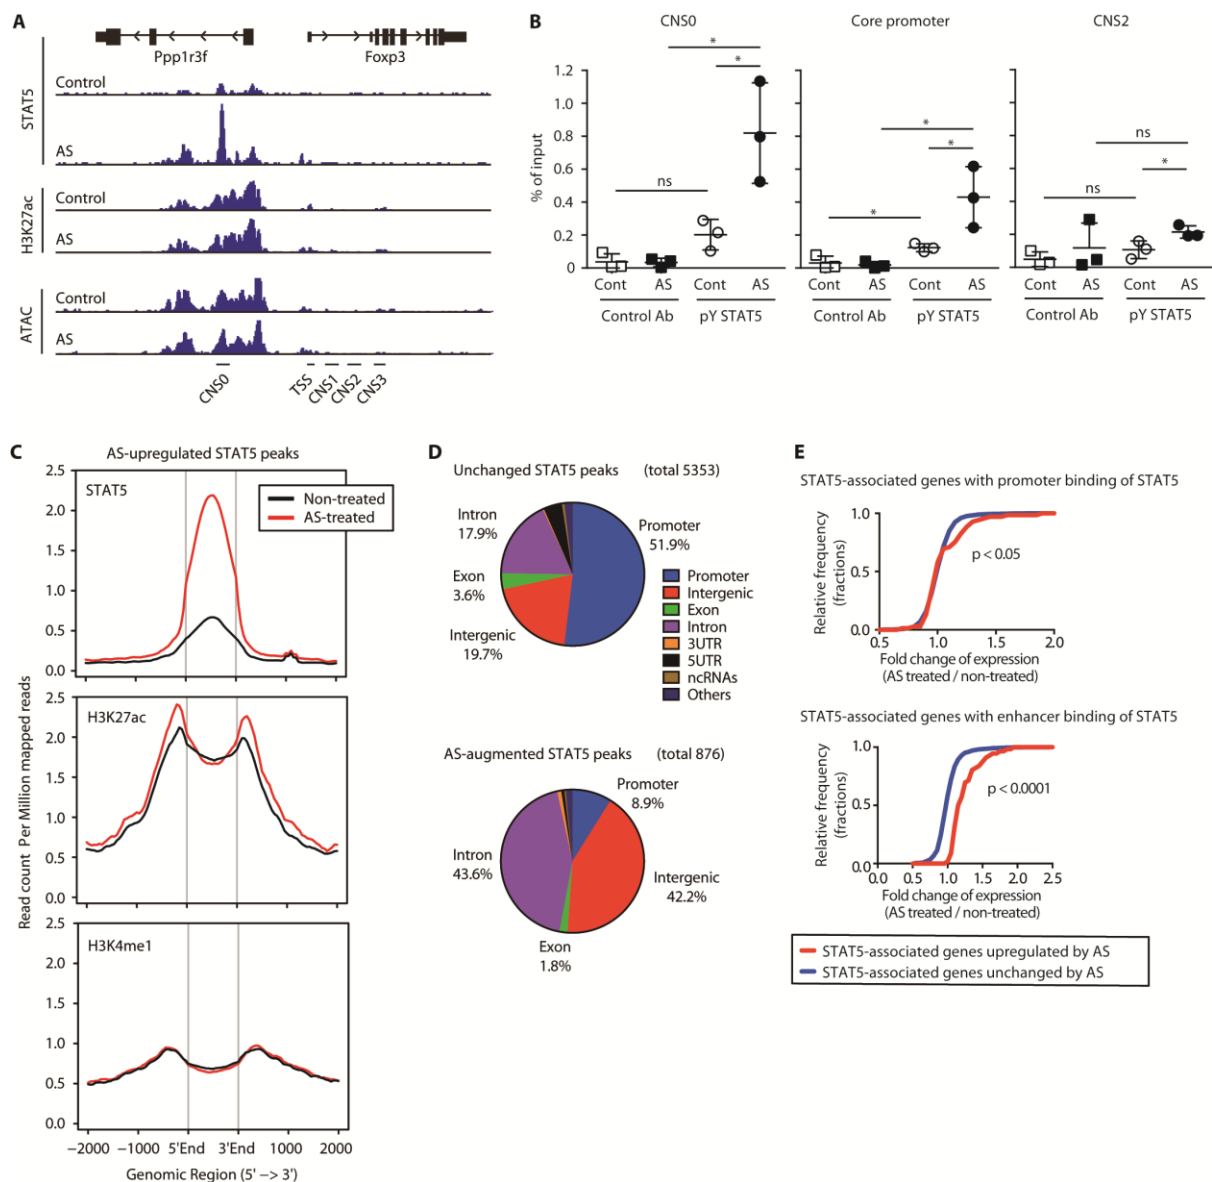 A
Ppp1r3f
Foxp3
STAT5
Control
AS
H3K27ac
Control
AS
ATAC
Control
AS
CNS0
TSS
CNS1
CNS2
CNS3
B
CNS0
Core promoter
CNS2
% of input
1.2
1.0
0.8
0.6
0.4
0.2
0
ns
*
*
*
*
*
ns
ns
*
Cont AS Cont AS
Control Ab pY STAT5
Cont AS Cont AS
Control Ab pY STAT5
Cont AS Cont AS
Control Ab pY STAT5
C
AS-upregulated STAT5 peaks
Read count Per Million mapped reads
STAT5
Non-treated
AS-treated
2.5
2.0
1.5
1.0
0.5
0.0
H3K27ac
2.5
2.0
1.5
1.0
0.5
0.0
H3K4me1
2.5
2.0
1.5
1.0
0.5
0.0
−2000 −1000 5'End 3'End 1000 2000
Genomic Region (5' −> 3')
D
Unchanged STAT5 peaks (total 5353)
Intron
17.9%
Promoter
51.9%
Exon
3.6%
Intergenic
19.7%
Promoter
Intergenic
Exon
Intron
3UTR
5UTR
ncRNAs
Others
AS-augmented STAT5 peaks (total 876)
Promoter
8.9%
Intron
43.6%
Intergenic
42.2%
Exon
1.8%
E
STAT5-associated genes with promoter binding of STAT5
Relative frequency
(fractions)
1.0
0.5
0.0
p < 0.05
0.5 1.0 1.5 2.0
Fold change of expression
(AS treated / non-treated)
STAT5-associated genes with enhancer binding of STAT5
Relative frequency
(fractions)
1.0
0.5
0.0
p < 0.0001
0.0 0.5 1.0 1.5 2.0 2.5
Fold change of expression
(AS treated / non-treated)
STAT5-associated genes upregulated by AS
STAT5-associated genes unchanged by AS